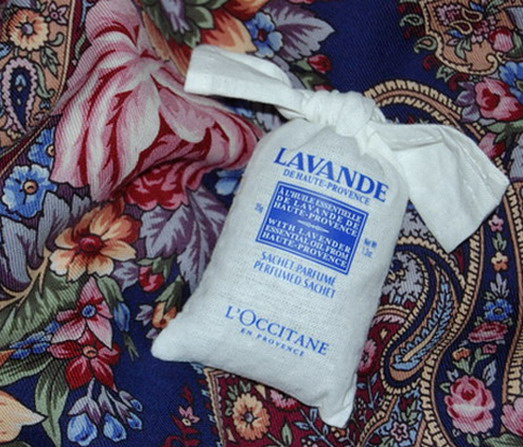 LAVANDE
DE HAUTE-PROVENCE
À L'HUILE ESSENTIELLE
DE LAVANDE DE
HAUTE-PROVENCE
WITH LAVENDER
ESSENTIAL OIL FROM
HAUTE-PROVENCE
SACHET PARFUMÉ
PERFUMED SACHET
L'OCCITANE
EN PROVENCE